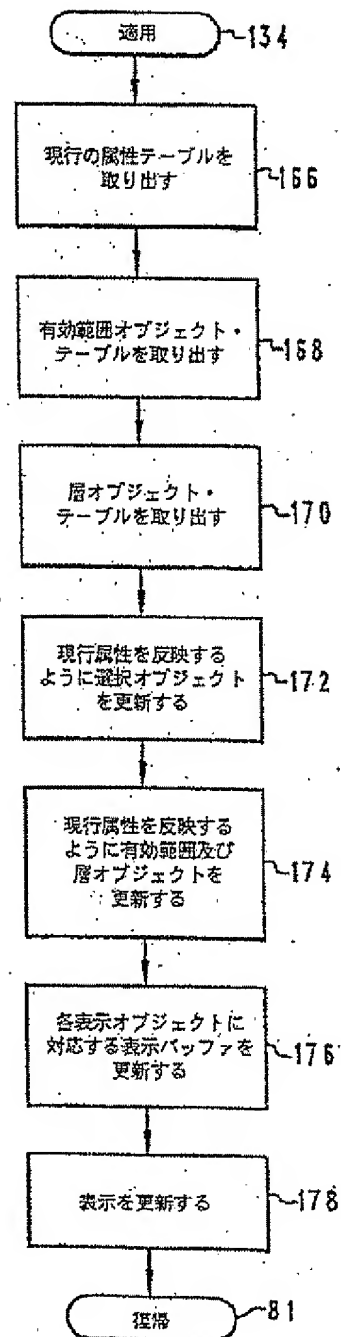 適用
134
現行の属性テーブルを
取り出す
166
有効範囲オブジェクト・
テーブルを取り出す
168
層オブジェクト・
テーブルを取り出す
170
現行属性を反映する
ように選択オブジェクト
を更新する
172
現行属性を反映する
ように有効範囲及び
層オブジェクトを
更新する
174
各表示オブジェクトに
対応する表示バッファを
更新する
176
表示を更新する
178
復帰
81